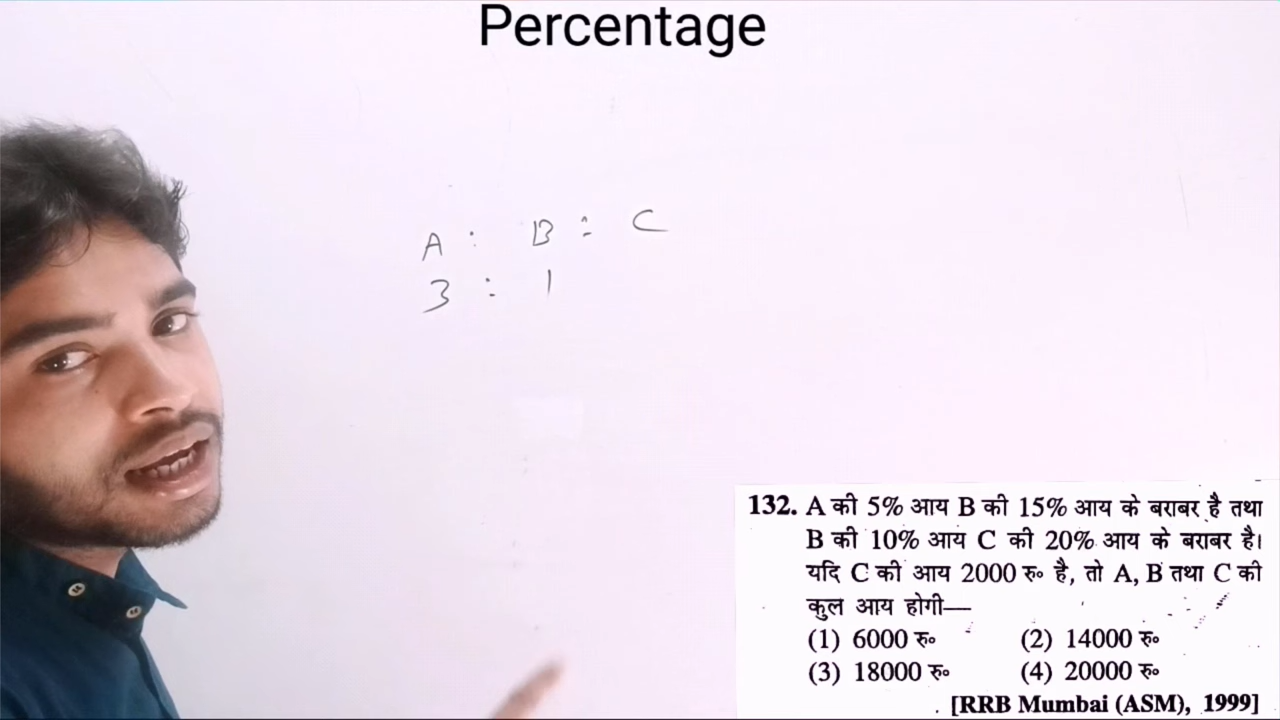 Percentage
A : B : C
3 : 1
132. A की 5% आय B की 15% आय के बराबर है तथा
B की 10% आय C की 20% आय के बराबर है।
यदि C की आय 2000 रु० है, तो A, B तथा C की
कुल आय होगी—
(1) 6000 रु० (2) 14000 रु०
(3) 18000 रु० (4) 20000 रु०
[RRB Mumbai (ASM), 1999]